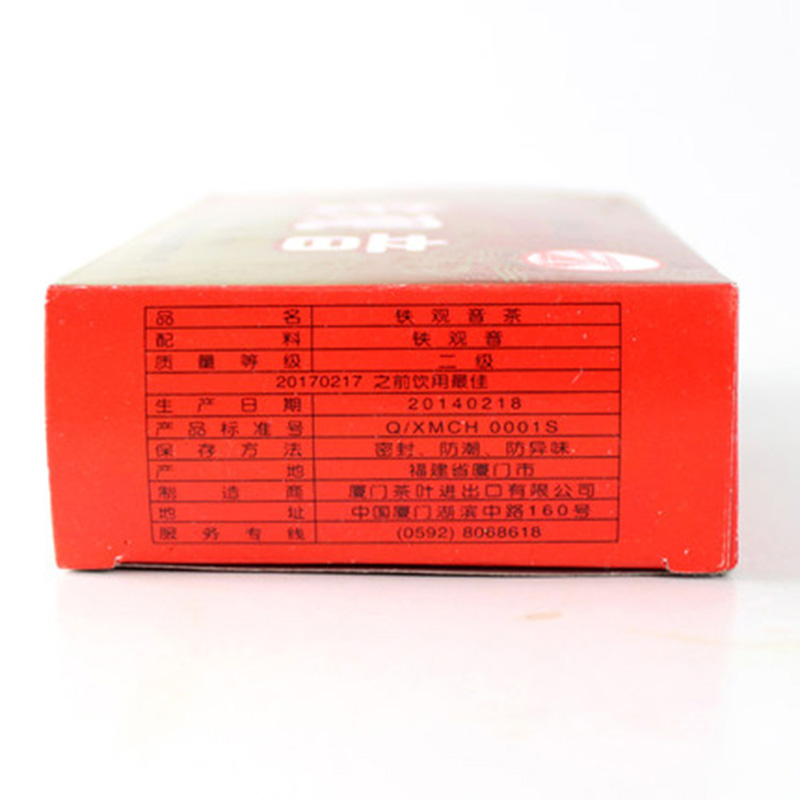 品名 铁观音茶
配料 铁观音
质量等级 二级
20170217 之前饮用最佳
生产日期 20140218
产品标准号 Q/XMCH 0001S
保存方法 密封、防潮、防异味
产地 福建省厦门市
制造商 厦门茶叶进出口有限公司
地址 中国厦门湖滨中路160号
服务专线 (0592) 8068618